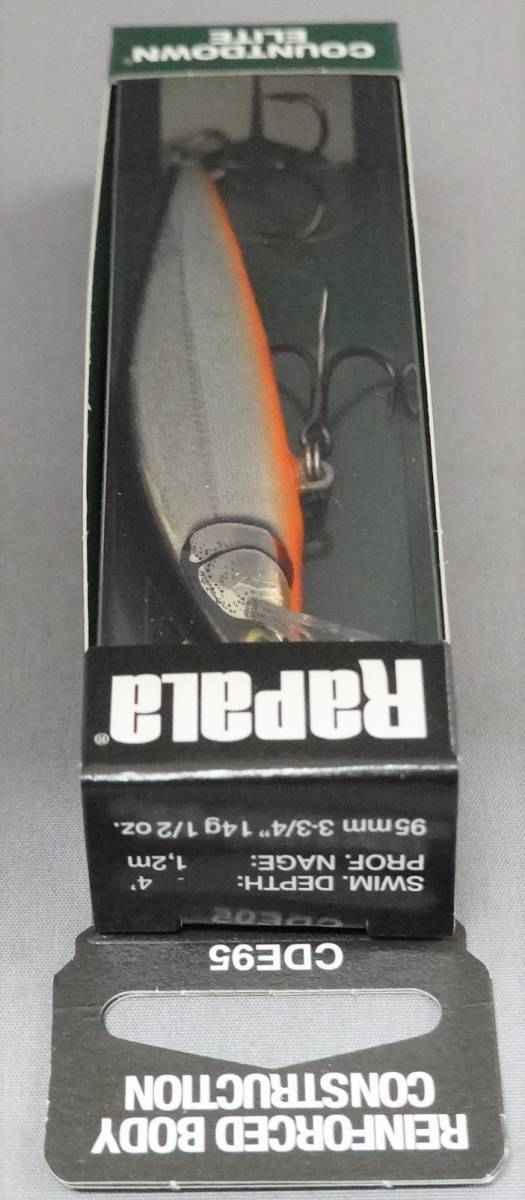 REINFORCED BODY
CONSTRUCTION
CDE95
SWIM. DEPTH: - 4'
PROF. NAGE: 1,2m
95mm 3-3/4" 14g 1/2 oz.
RAPALA®
COUNTDOWN®
ELITE